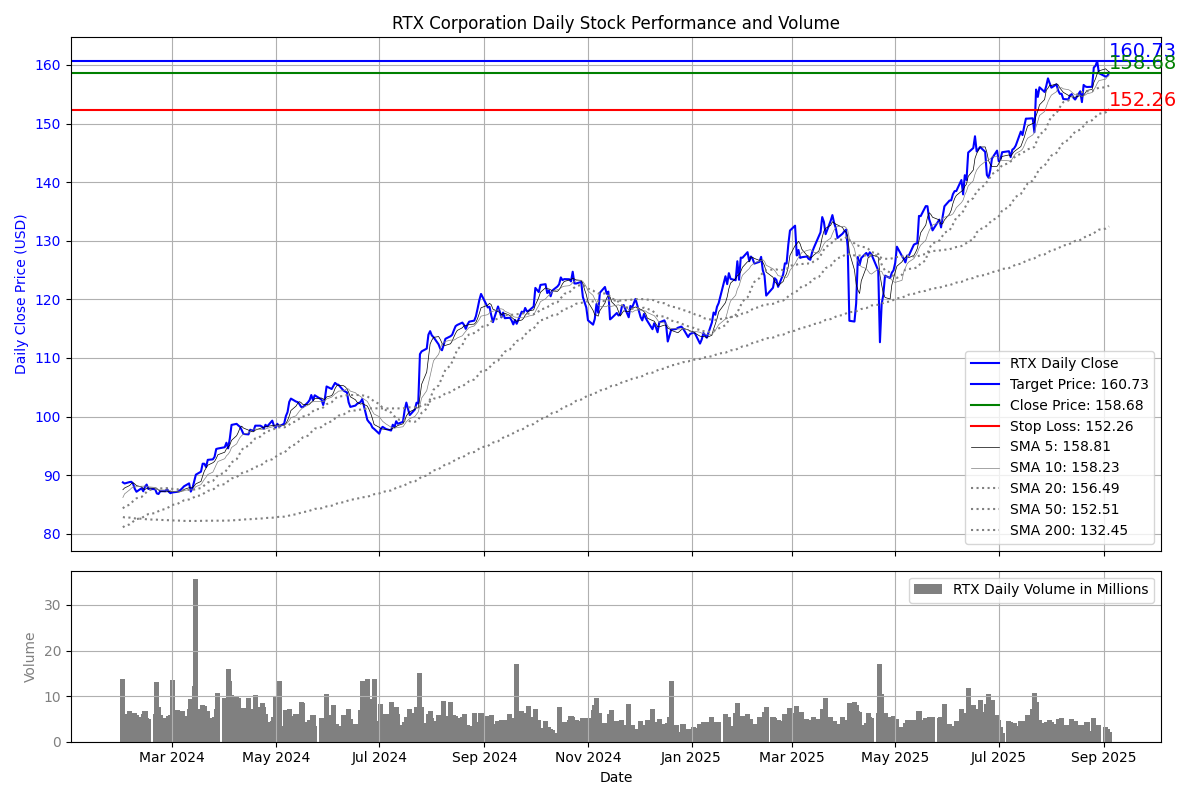 RTX Corporation Daily Stock Performance and Volume
160.73
158.68
152.26
Daily Close Price (USD)
160
150
140
130
120
110
100
90
80
RTX Daily Close
Target Price: 160.73
Close Price: 158.68
Stop Loss: 152.26
SMA 5: 158.81
SMA 10: 158.23
SMA 20: 156.49
SMA 50: 152.51
SMA 200: 132.45
Volume
30
20
10
0
RTX Daily Volume in Millions
Mar 2024
May 2024
Jul 2024
Sep 2024
Nov 2024
Jan 2025
Mar 2025
May 2025
Jul 2025
Sep 2025
Date